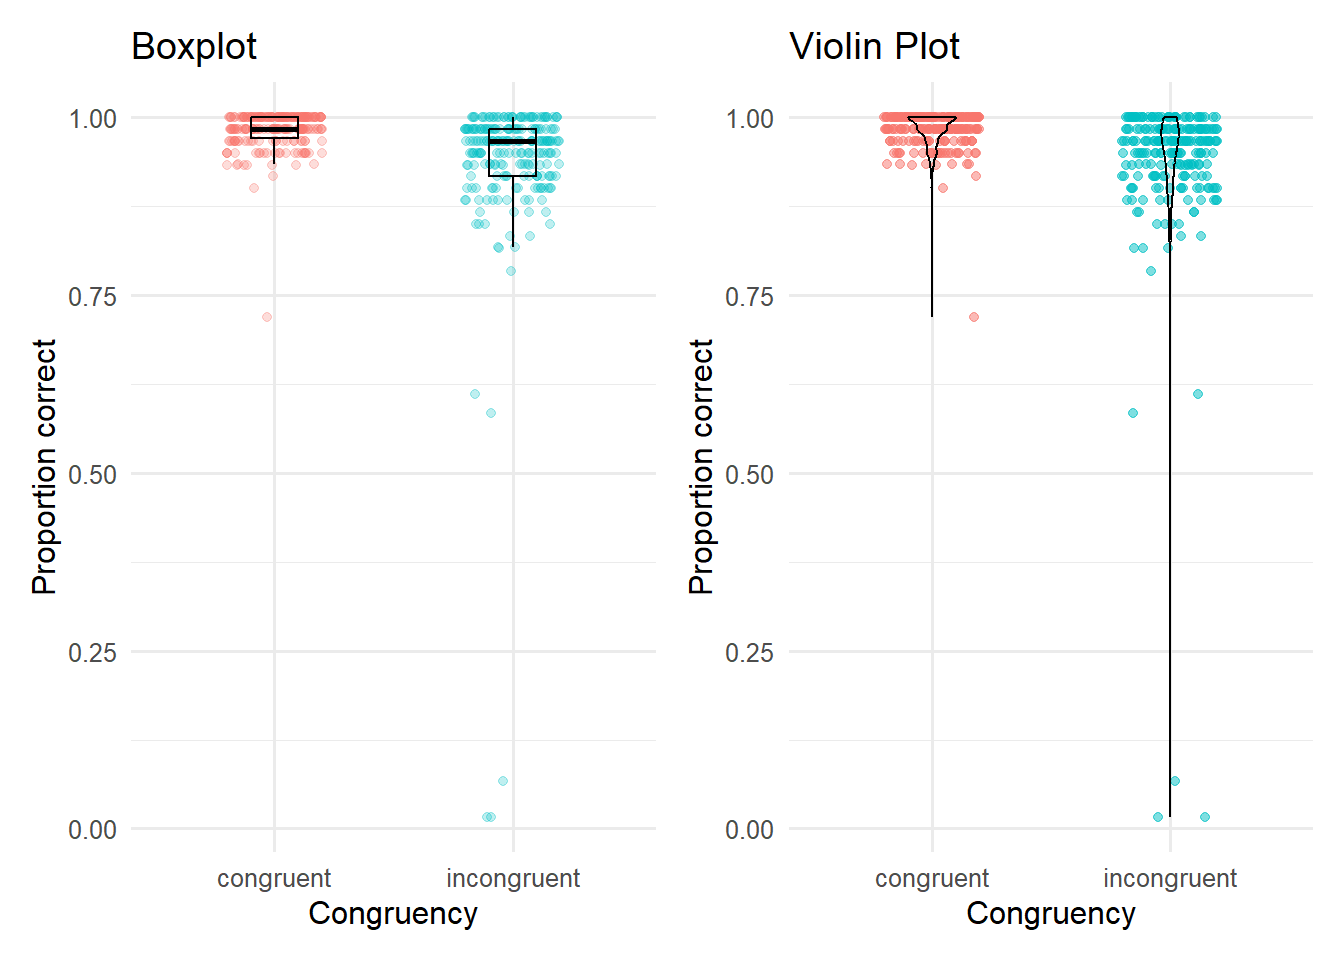 Boxplot
Proportion correct
1.00
0.75
0.50
0.25
0.00
congruent
incongruent
Congruency
Violin Plot
Proportion correct
1.00
0.75
0.50
0.25
0.00
congruent
incongruent
Congruency